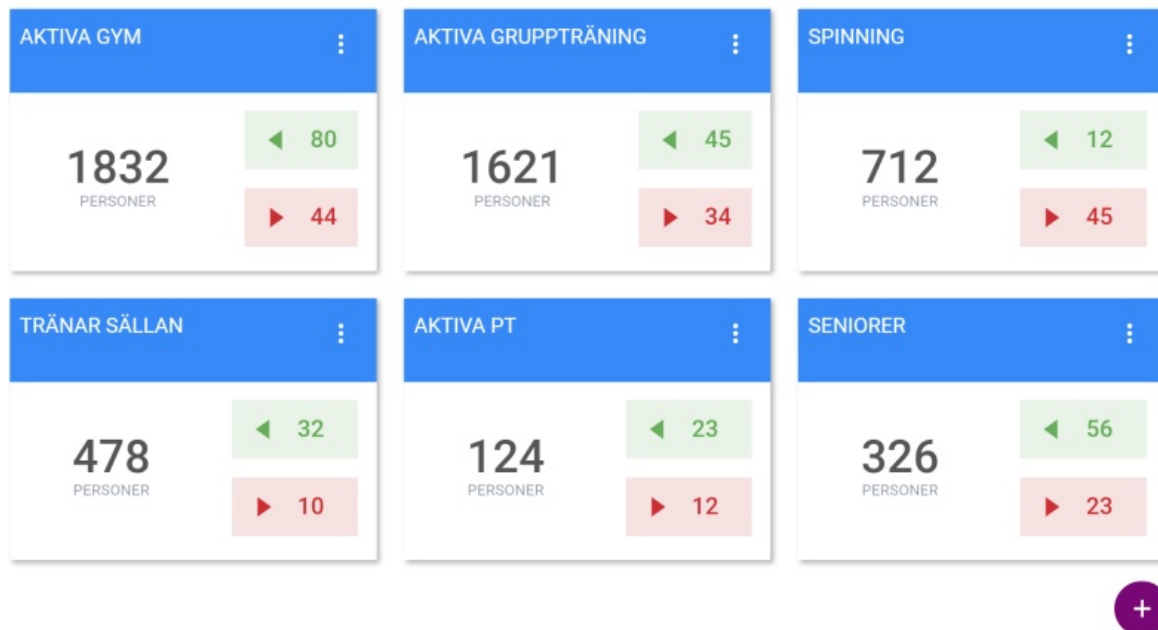 AKTIVA GYM
1832
PERSONER
80
44
AKTIVA GRUPPTRÄNING
1621
PERSONER
45
34
SPINNING
712
PERSONER
12
45
TRÄNAR SÄLLAN
478
PERSONER
32
10
AKTIVA PT
124
PERSONER
23
12
SENIORER
326
PERSONER
56
23
+